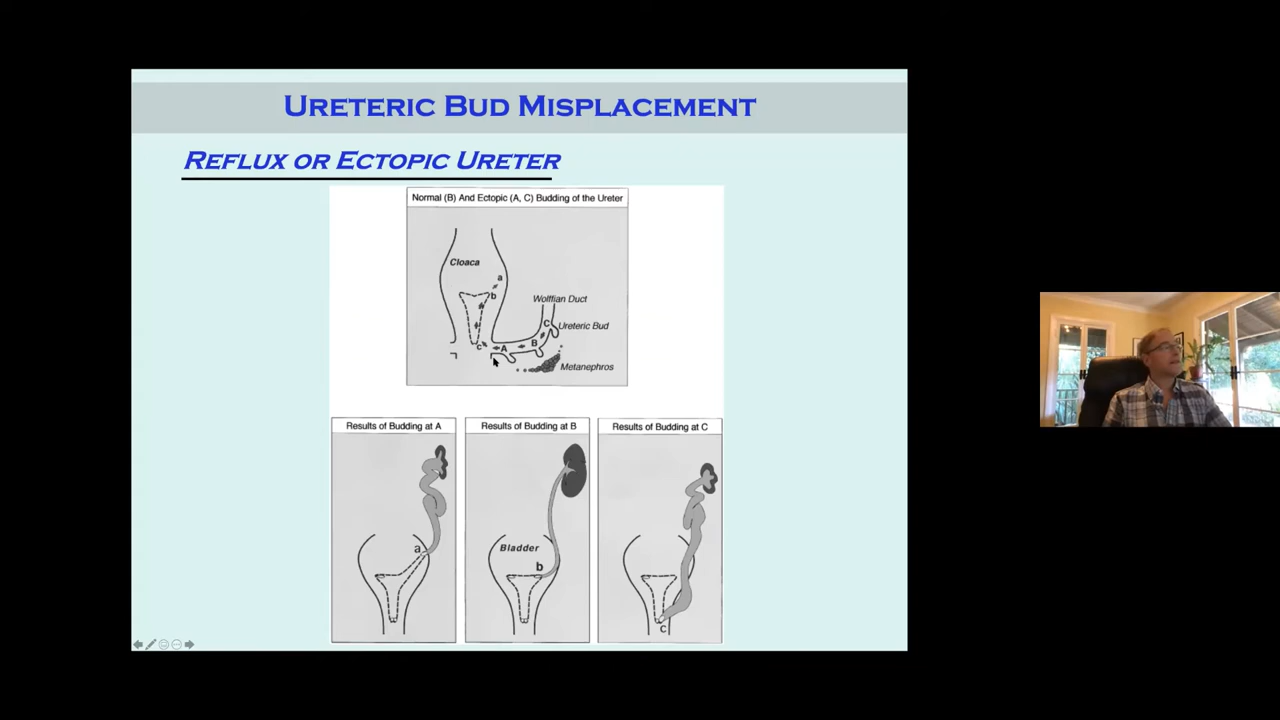 URETERIC BUD MISPLACEMENT
REFLUX OR ECTOPIC URETER
Normal (B) And Ectopic (A, C) Budding of the Ureter
Cloaca
a
b
Wolffian Duct
C
Ureteric Bud
B
A
c
Metanephros
Results of Budding at A
Results of Budding at B
Results of Budding at C
a
Bladder
b
C